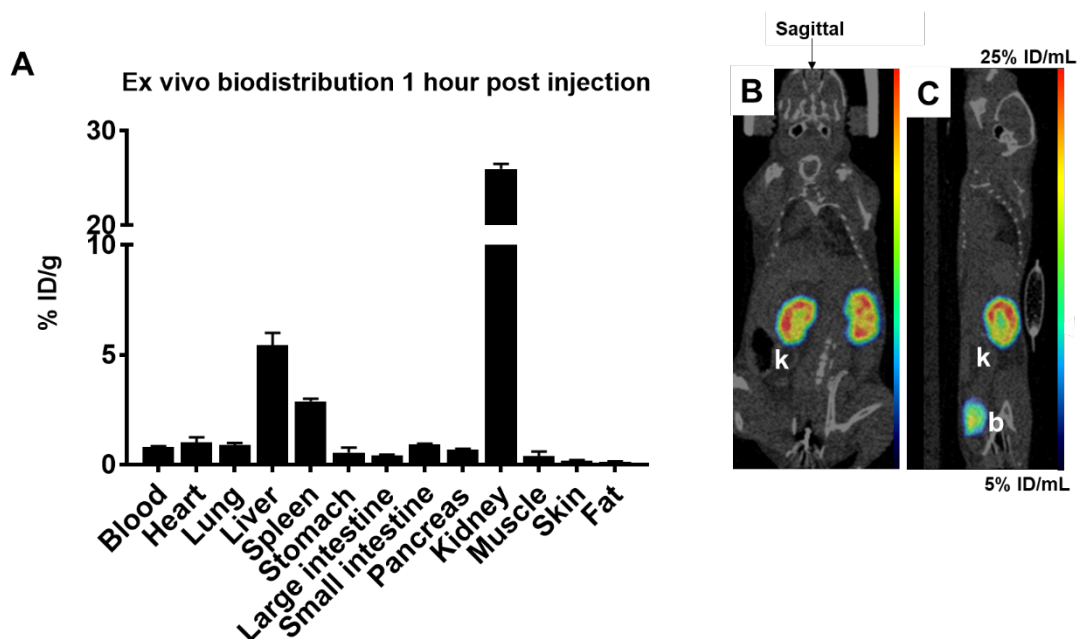 A
Ex vivo biodistribution 1 hour post injection
% ID/g
30
20
10
5
0
Blood
Heart
Lung
Liver
Spleen
Stomach
Large intestine
Small intestine
Pancreas
Kidney
Muscle
Skin
Fat
Sagittal
25% ID/mL
B
C
k
k
b
5% ID/mL